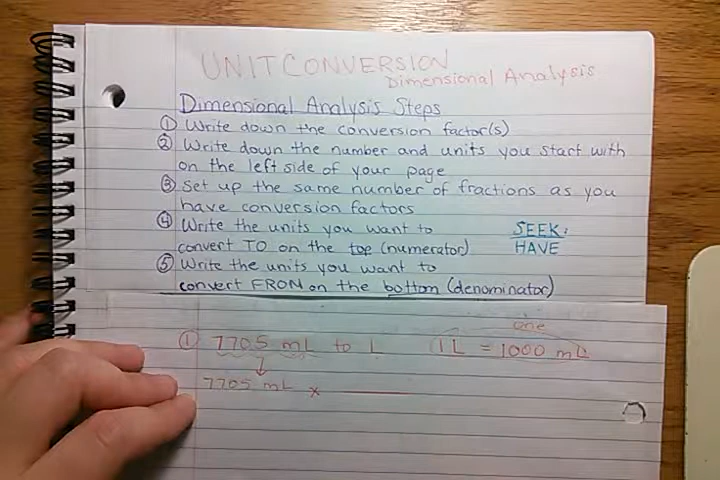 UNIT CONVERSION
Dimensional Analysis
Dimensional Analysis Steps
① Write down the conversion factor(s)
② Write down the number and units you start with
on the left side of your page
③ Set up the same number of fractions as you
have conversion factors
④ Write the units you want to
convert TO on the top (numerator)
SEEK:
HAVE
⑤ Write the units you want to
convert FROM on the bottom (denominator)
one
① 7705 mL to L
1 L = 1000 mL
7705 mL ×